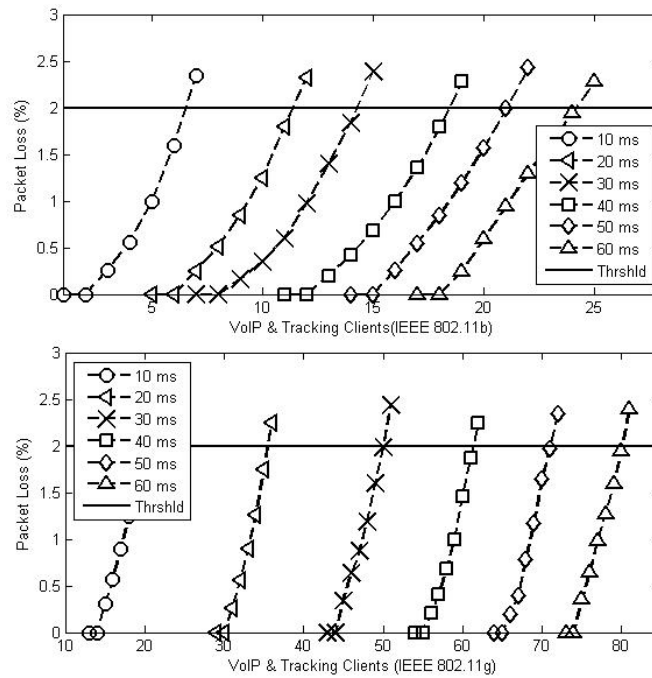 3
2.5
2
1.5
1
0.5
0
Packet Loss (%)
10 ms
20 ms
30 ms
40 ms
50 ms
60 ms
Thrshld
5 10 15 20 25
VoIP & Tracking Clients(IEEE 802.11b)
3
2.5
2
1.5
1
0.5
0
Packet Loss (%)
10 ms
20 ms
30 ms
40 ms
50 ms
60 ms
Thrshld
10 20 30 40 50 60 70 80
VoIP & Tracking Clients (IEEE 802.11g)